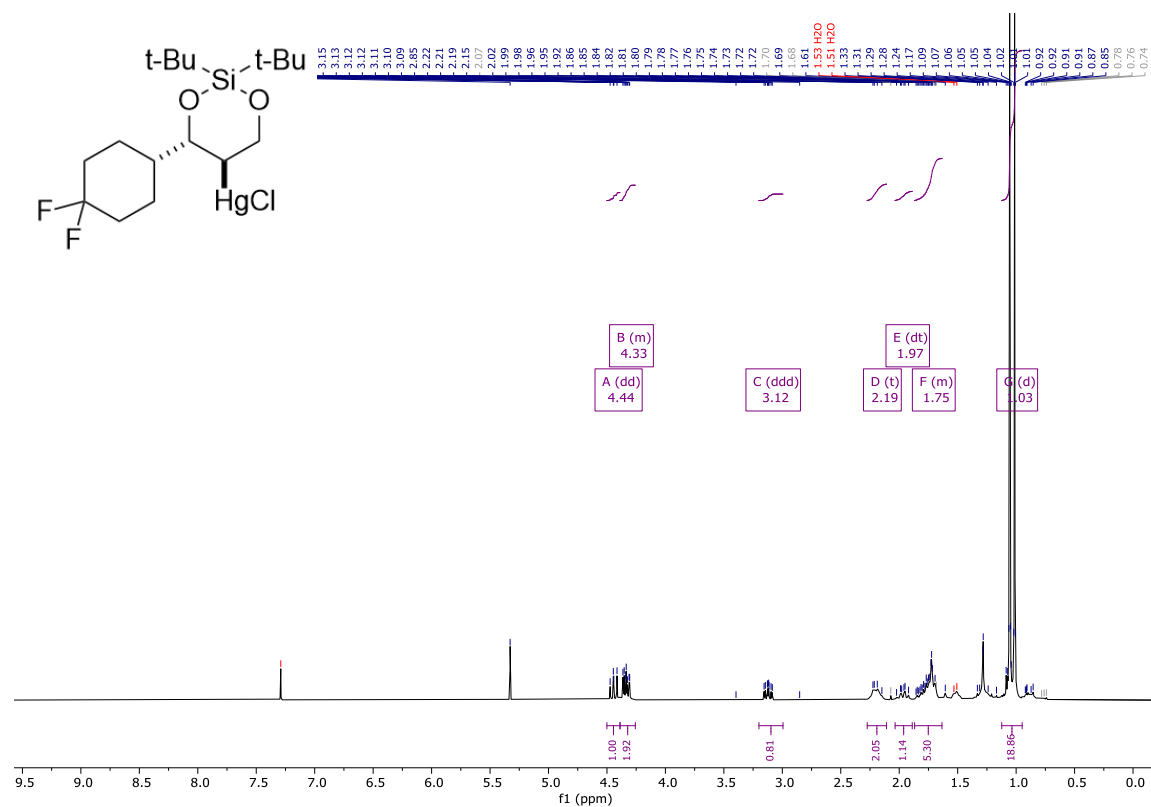 t-Bu t-Bu
Si
O O
HgCl
F
F
3.15 3.13 3.12 3.12 3.11 3.10 3.09 2.85 2.22 2.21 2.19 2.15 2.07 2.02 1.99 1.98 1.96 1.95 1.92 1.86 1.85 1.84 1.82 1.81 1.80 1.79 1.78 1.77 1.76 1.75 1.74 1.73 1.72 1.72 1.70 1.69 1.68 1.61 1.53 H2O 1.51 H2O 1.33 1.31 1.29 1.28 1.24 1.17 1.09 1.07 1.06 1.05 1.05 1.04 1.02 1.01 1.01 0.92 0.92 0.91 0.91 0.87 0.85 0.78 0.76 0.74
B (m)
4.33
E (dt)
1.97
A (dd)
4.44
C (ddd)
3.12
D (t)
2.19
F (m)
1.75
G (d)
1.03
1.00 1.92 0.81 2.05 1.14 5.30 18.86
9.5 9.0 8.5 8.0 7.5 7.0 6.5 6.0 5.5 5.0 4.5 4.0 3.5 3.0 2.5 2.0 1.5 1.0 0.5 0.0
f1 (ppm)